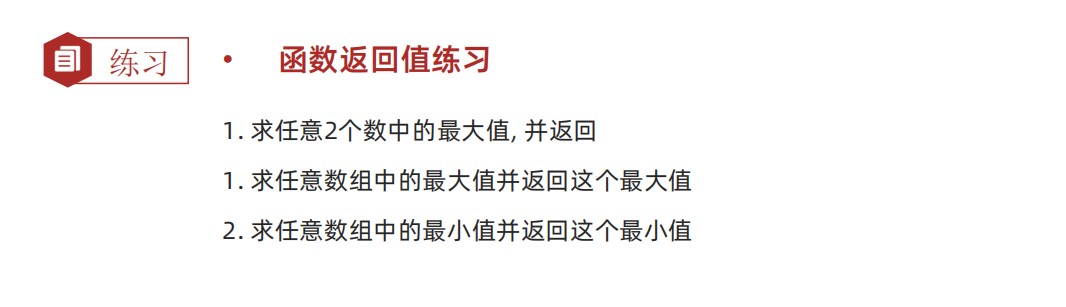 练习
• 函数返回值练习
1. 求任意2个数中的最大值, 并返回
1. 求任意数组中的最大值并返回这个最大值
2. 求任意数组中的最小值并返回这个最小值